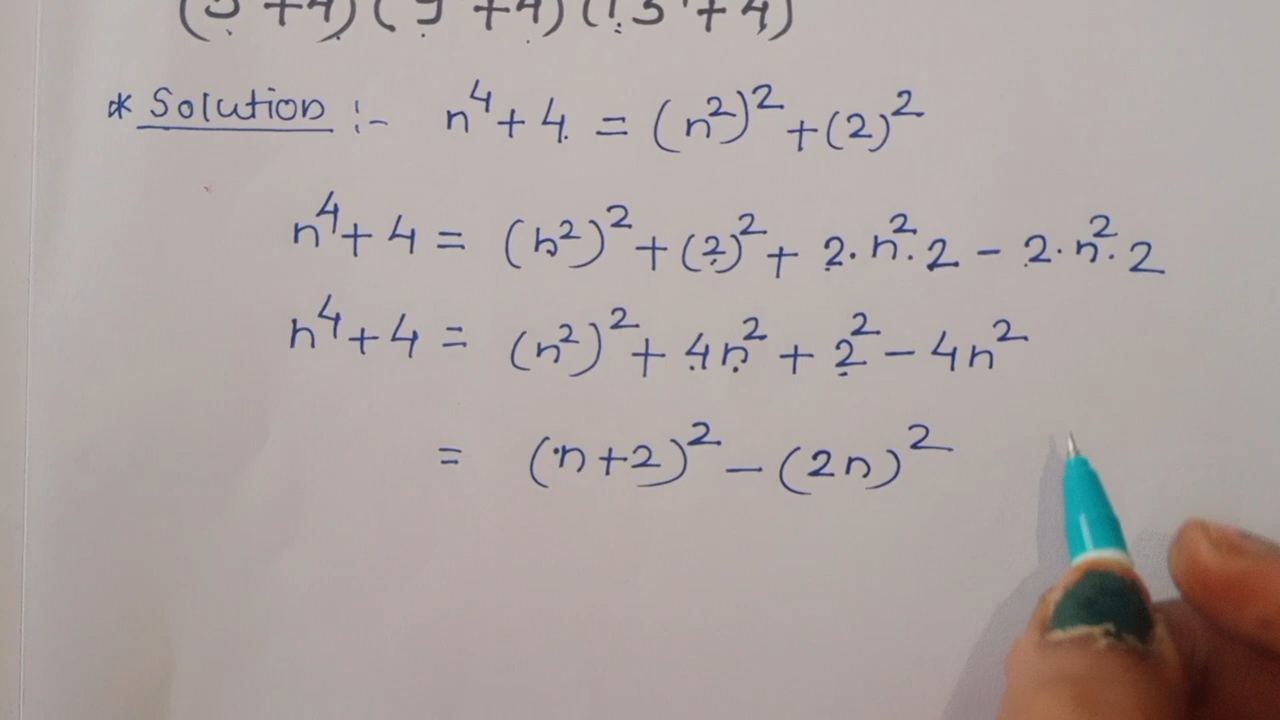 * Solution :- n⁴ + 4 = (n²)² + (2)²
n⁴ + 4 = (n²)² + (2)² + 2·n²·2 - 2·n²·2
n⁴ + 4 = (n²)² + 4n² + 2² - 4n²
= (n+2)² - (2n)²